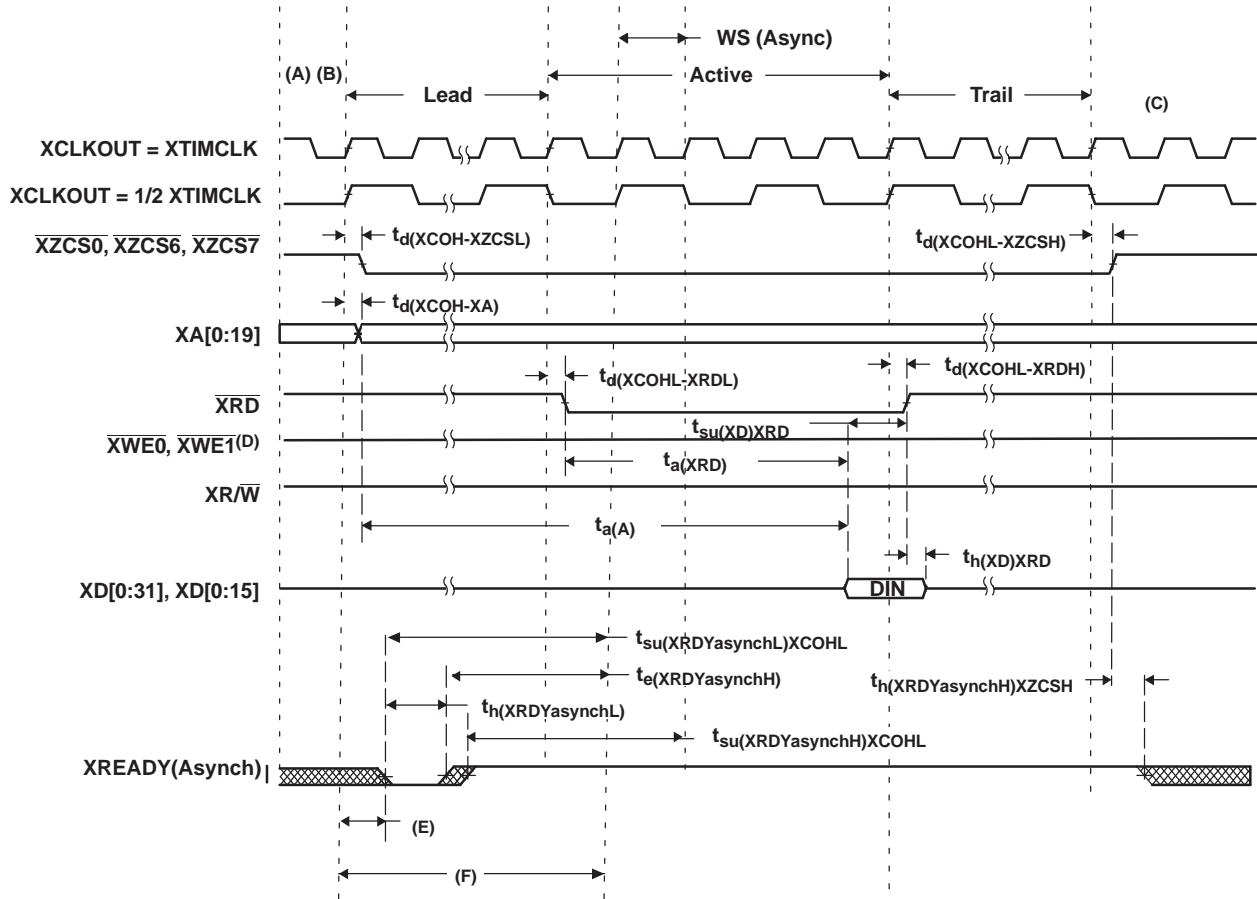 WS (Async)
(A) (B)
Active
Lead
Trail
(C)
XCLKOUT = XTIMCLK
XCLKOUT = 1/2 XTIMCLK
XZCS0, XZCS6, XZCS7
td(XCOH-XZCSL)
td(XCOHL-XZCSH)
td(XCOH-XA)
XA[0:19]
td(XCOHL-XRDL)
td(XCOHL-XRDH)
XRD
tsu(XD)XRD
XWE0, XWE1(D)
ta(XRD)
XR/W
ta(A)
th(XD)XRD
XD[0:31], XD[0:15]
DIN
tsu(XRDYasynchL)XCOHL
te(XRDYasynchH)
th(XRDYasynchH)XZCSH
th(XRDYasynchL)
tsu(XRDYasynchH)XCOHL
XREADY(Asynch)
(E)
(F)